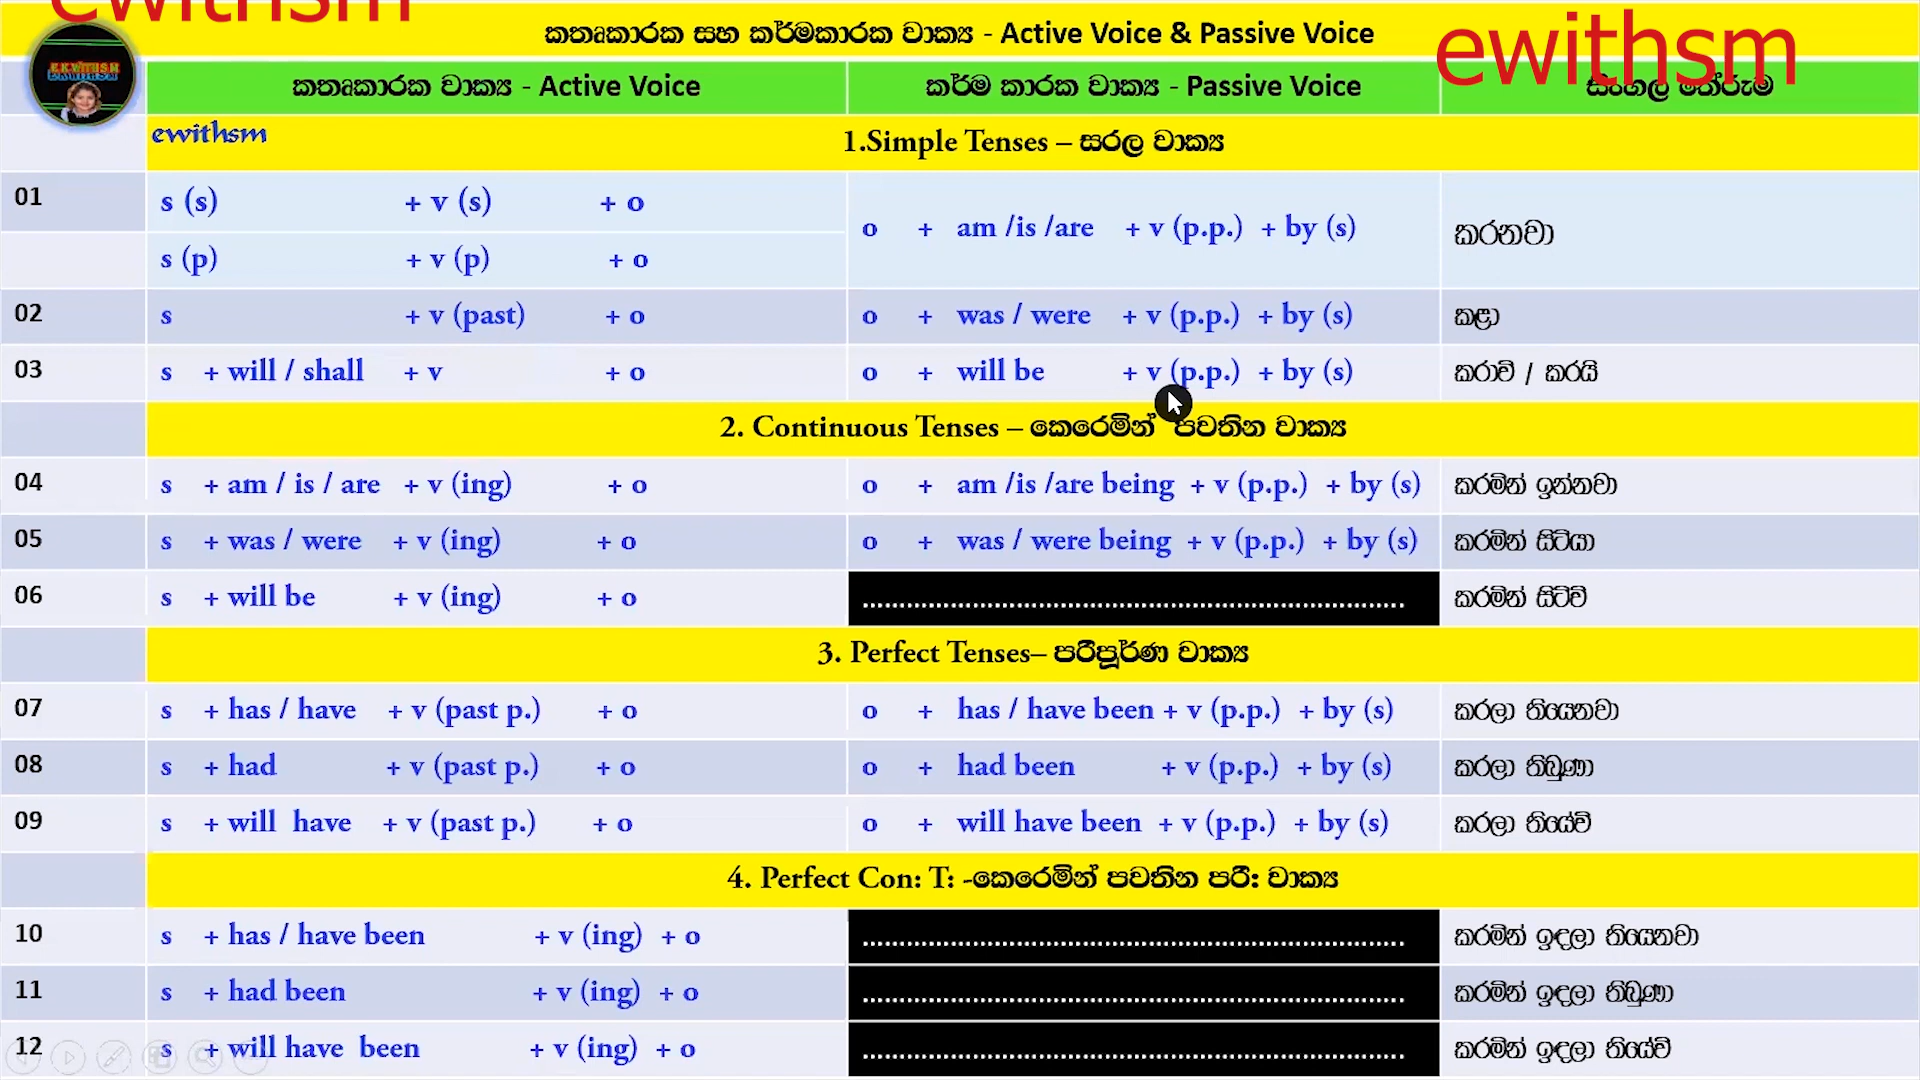 ewithsm
ewithsm
කතෘකාරක සහ කර්මකාරක වාක්‍ය - Active Voice & Passive Voice
කතෘකාරක වාක්‍ය - Active Voice කර්ම කාරක වාක්‍ය - Passive Voice සිංහල තේරුම
ewithsm
1.Simple Tenses – සරල වාක්‍ය
01 s (s) + v (s) + o
o + am /is /are + v (p.p.) + by (s) කරනවා
s (p) + v (p) + o
02 s + v (past) + o o + was / were + v (p.p.) + by (s) කළා
03 s + will / shall + v + o o + will be + v (p.p.) + by (s) කරාවි / කරයි
2. Continuous Tenses – කෙරෙමින් පවතින වාක්‍ය
04 s + am / is / are + v (ing) + o o + am /is /are being + v (p.p.) + by (s) කරමින් ඉන්නවා
05 s + was / were + v (ing) + o o + was / were being + v (p.p.) + by (s) කරමින් සිටියා
06 s + will be + v (ing) + o ........................................................................... කරමින් සිටිවි
3. Perfect Tenses– පරිපූර්ණ වාක්‍ය
07 s + has / have + v (past p.) + o o + has / have been + v (p.p.) + by (s) කරලා තියෙනවා
08 s + had + v (past p.) + o o + had been + v (p.p.) + by (s) කරලා තිබුණා
09 s + will have + v (past p.) + o o + will have been + v (p.p.) + by (s) කරලා තියේවි
4. Perfect Con: T: -කෙරෙමින් පවතින පරි: වාක්‍ය
10 s + has / have been + v (ing) + o ........................................................................... කරමින් ඉඳලා තියෙනවා
11 s + had been + v (ing) + o ........................................................................... කරමින් ඉඳලා තිබුණා
12 s + will have been + v (ing) + o ........................................................................... කරමින් ඉඳලා තියේවි